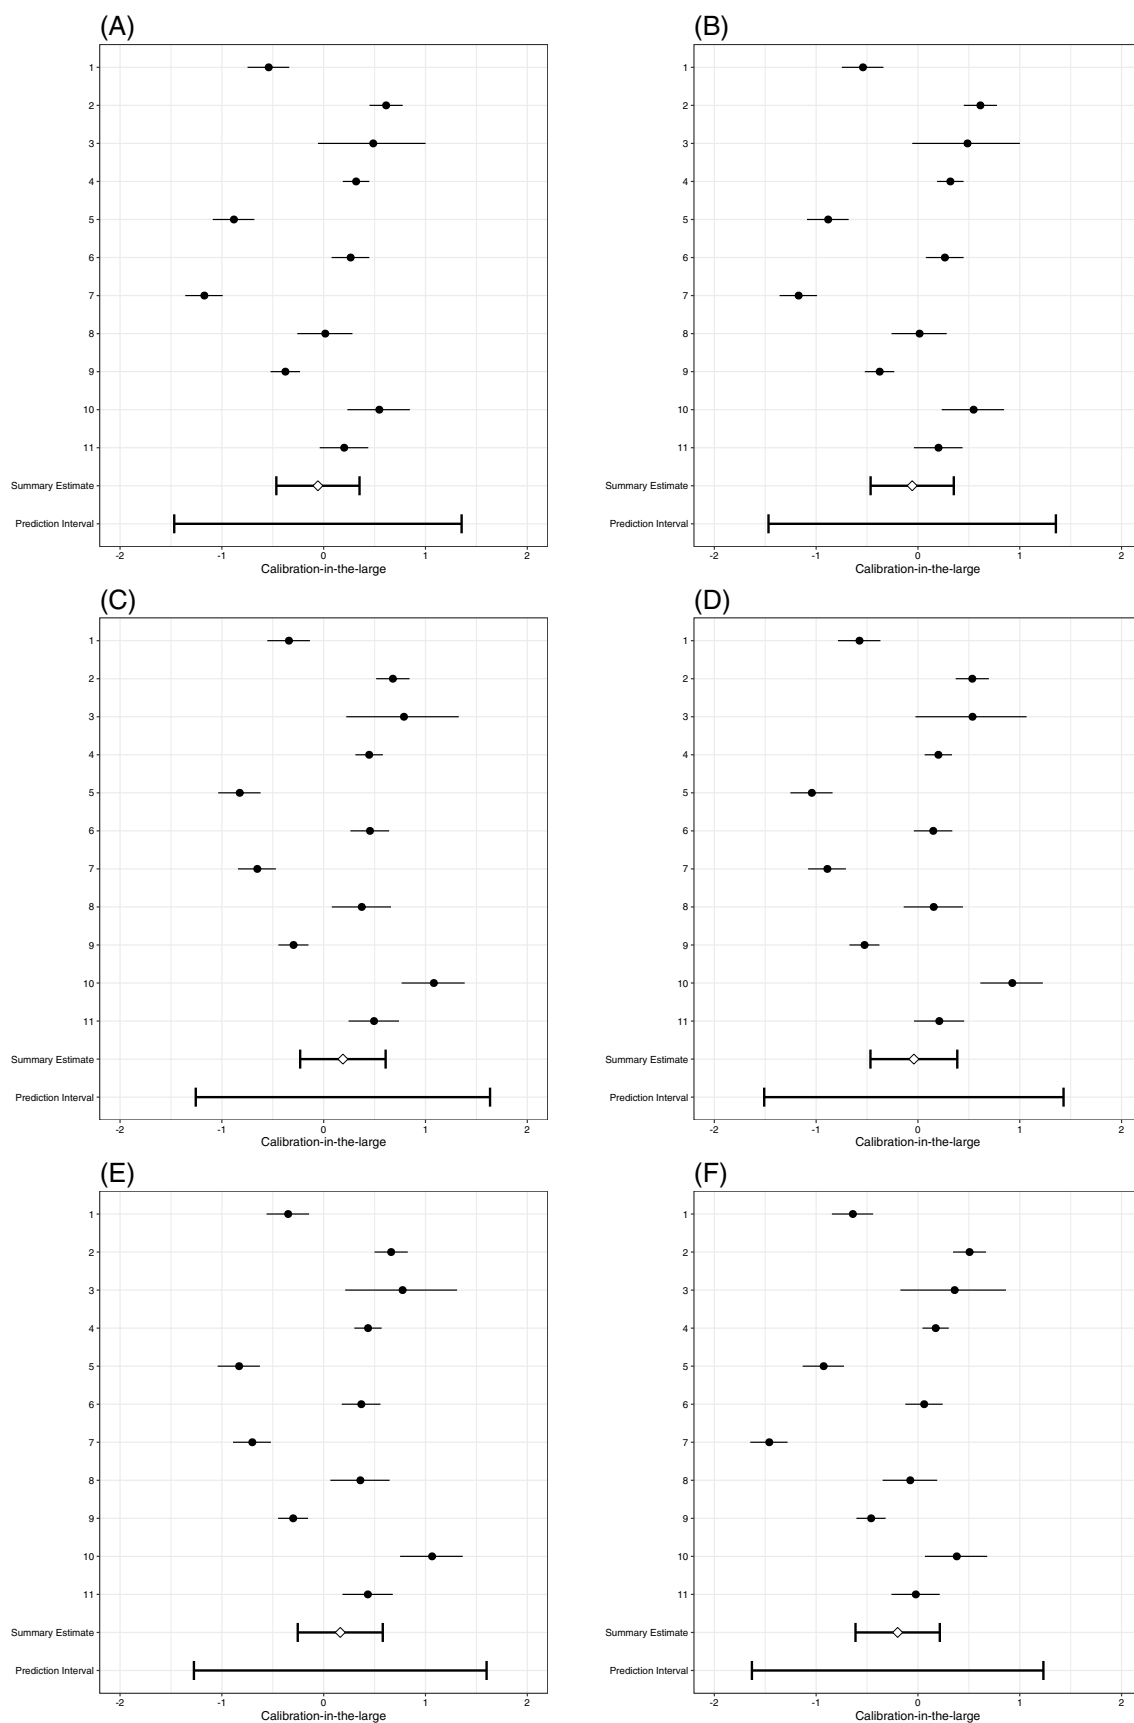 (A)
1
2
3
4
5
6
7
8
9
10
11
Summary Estimate
Prediction Interval
-2 -1 0 1 2
Calibration-in-the-large
(B)
1
2
3
4
5
6
7
8
9
10
11
Summary Estimate
Prediction Interval
-2 -1 0 1 2
Calibration-in-the-large
(C)
1
2
3
4
5
6
7
8
9
10
11
Summary Estimate
Prediction Interval
-2 -1 0 1 2
Calibration-in-the-large
(D)
1
2
3
4
5
6
7
8
9
10
11
Summary Estimate
Prediction Interval
-2 -1 0 1 2
Calibration-in-the-large
(E)
1
2
3
4
5
6
7
8
9
10
11
Summary Estimate
Prediction Interval
-2 -1 0 1 2
Calibration-in-the-large
(F)
1
2
3
4
5
6
7
8
9
10
11
Summary Estimate
Prediction Interval
-2 -1 0 1 2
Calibration-in-the-large